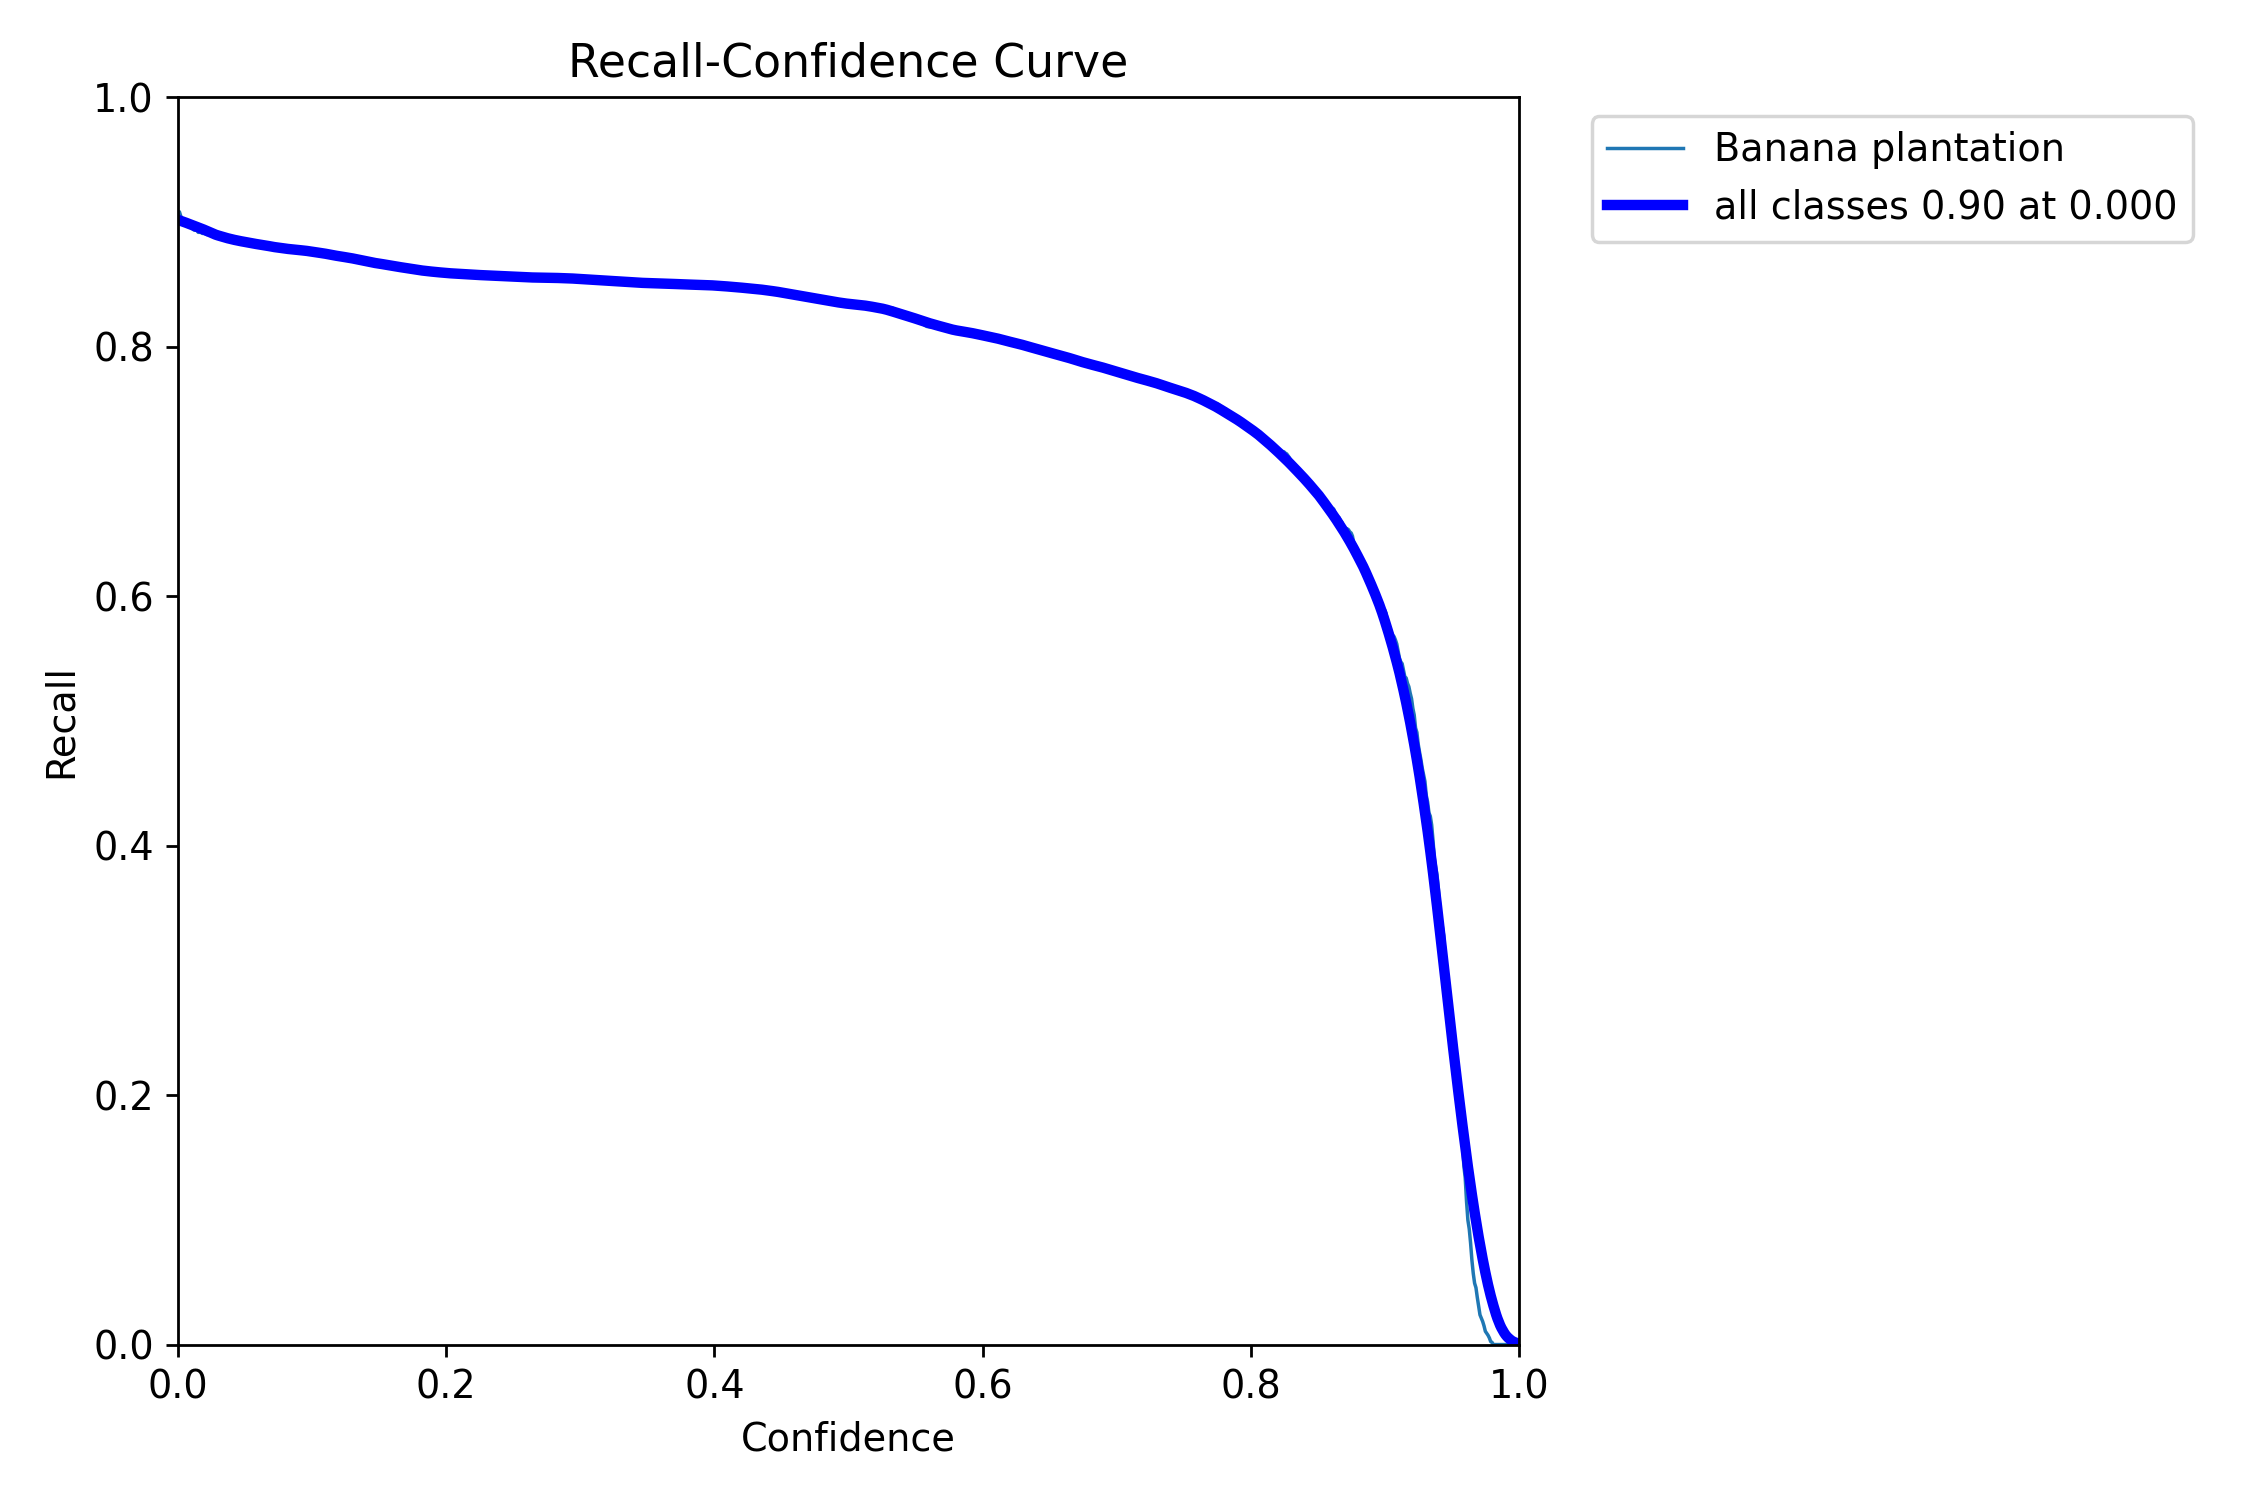 Recall-Confidence Curve
1.0
0.8
0.6
0.4
0.2
0.0
Recall
0.0 0.2 0.4 0.6 0.8 1.0
Confidence
Banana plantation
all classes 0.90 at 0.000